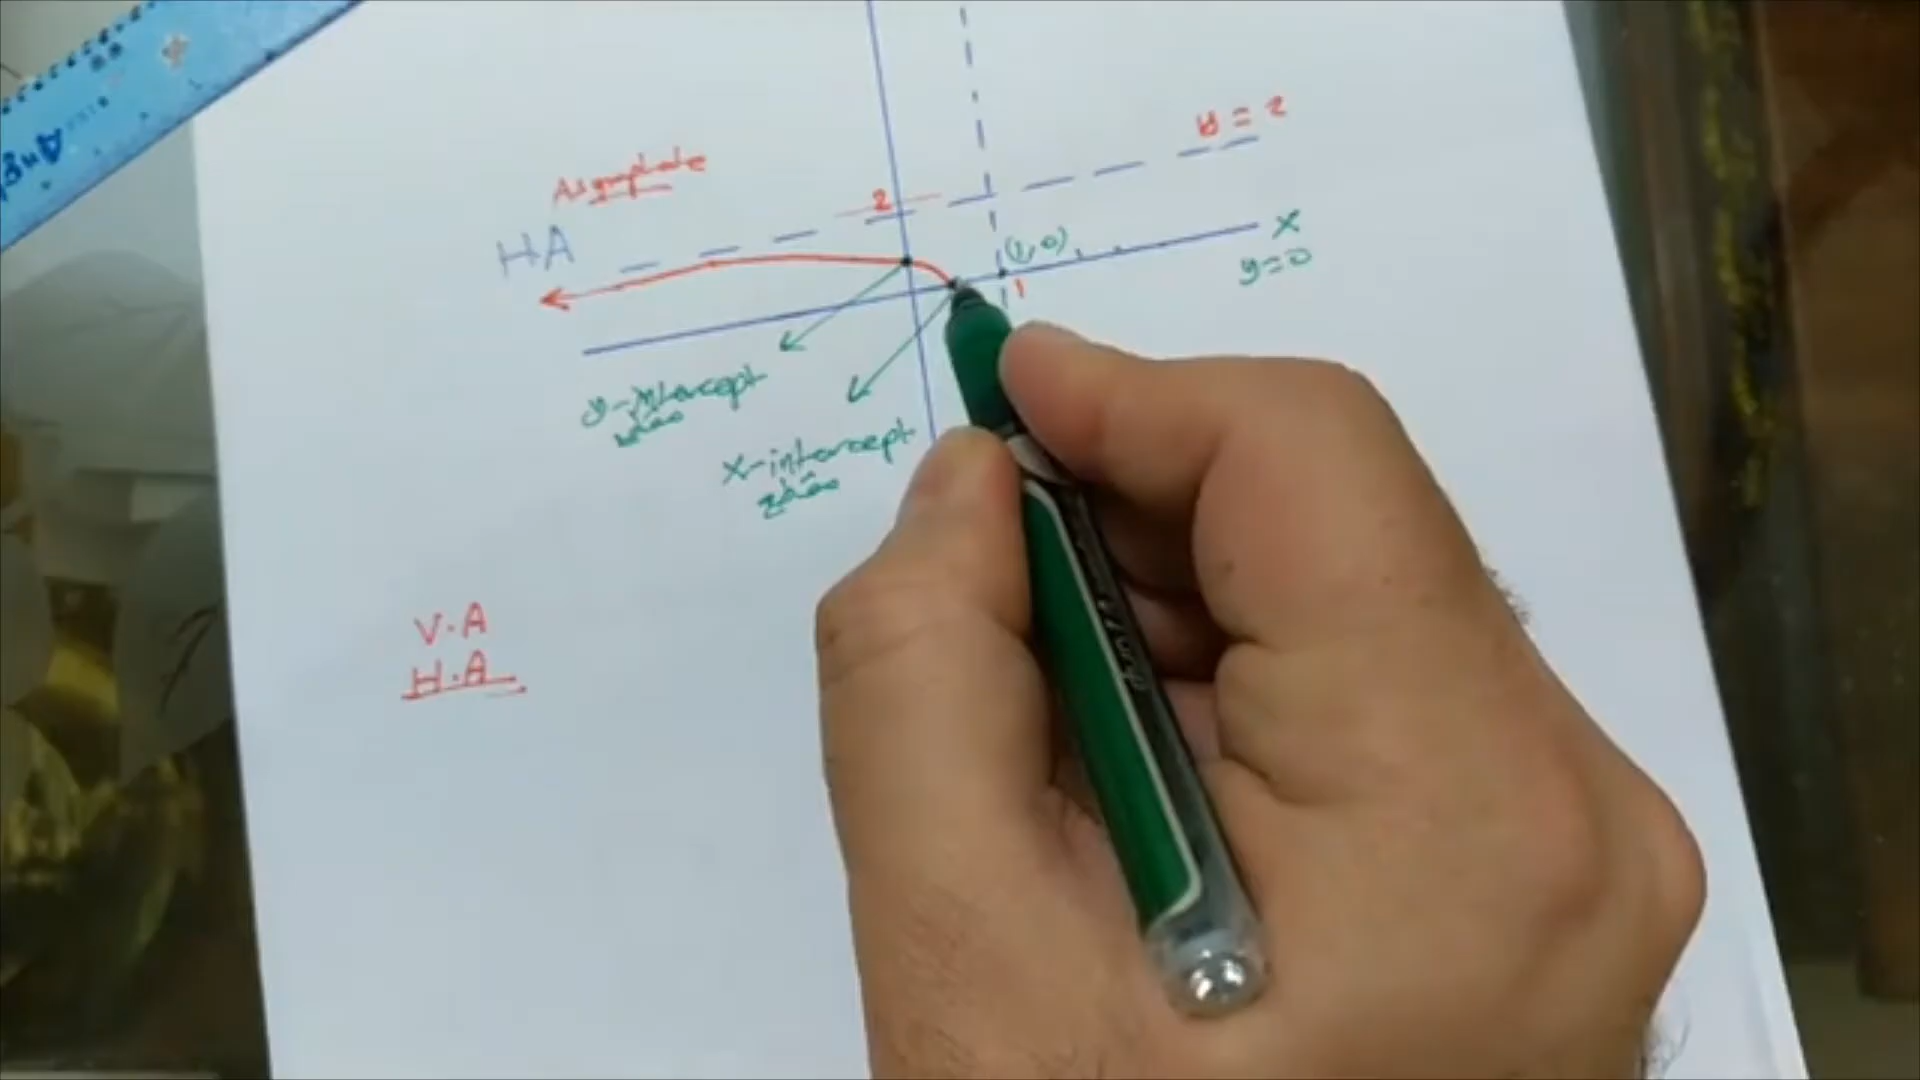 y = 2
Asymptote
2
HA
(1,0)
X
y=0
1
y-intercept
X-intercept
V.A
H.A